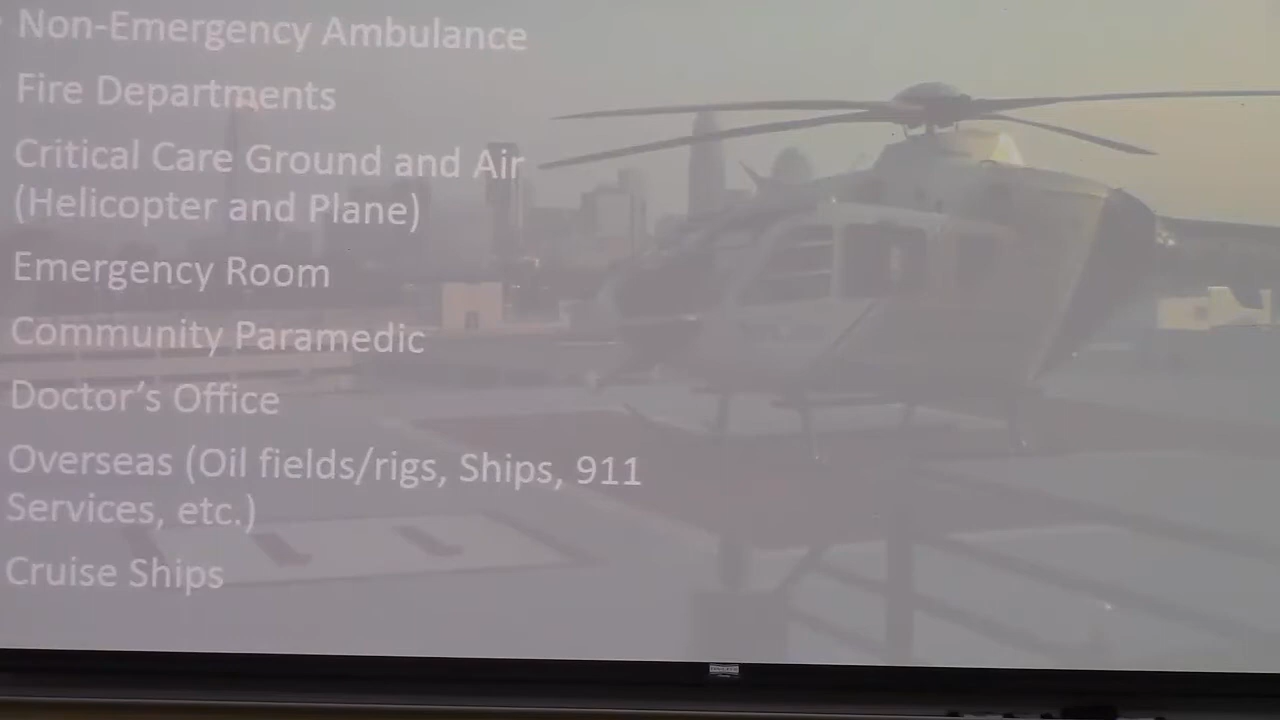 Non-Emergency Ambulance
Fire Departments
Critical Care Ground and Air
(Helicopter and Plane)
Emergency Room
Community Paramedic
Doctor’s Office
Overseas (Oil fields/rigs, Ships, 911
Services, etc.)
Cruise Ships